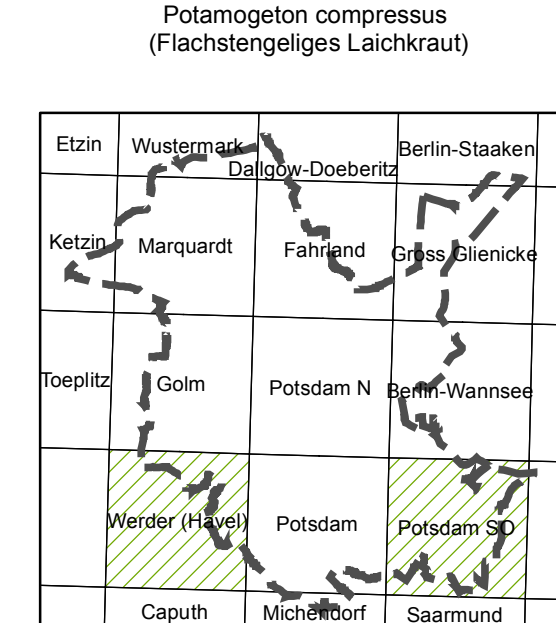 Potamogeton compressus
(Flachstengeliges Laichkraut)
Etzin
Wustermark
Dallgow-Doeberitz
Berlin-Staaken
Ketzin
Marquardt
Fahrland
Gross Glienicke
Toeplitz
Golm
Potsdam N
Berlin-Wannsee
Werder (Havel)
Potsdam
Potsdam SO
Caputh
Michendorf
Saarmund